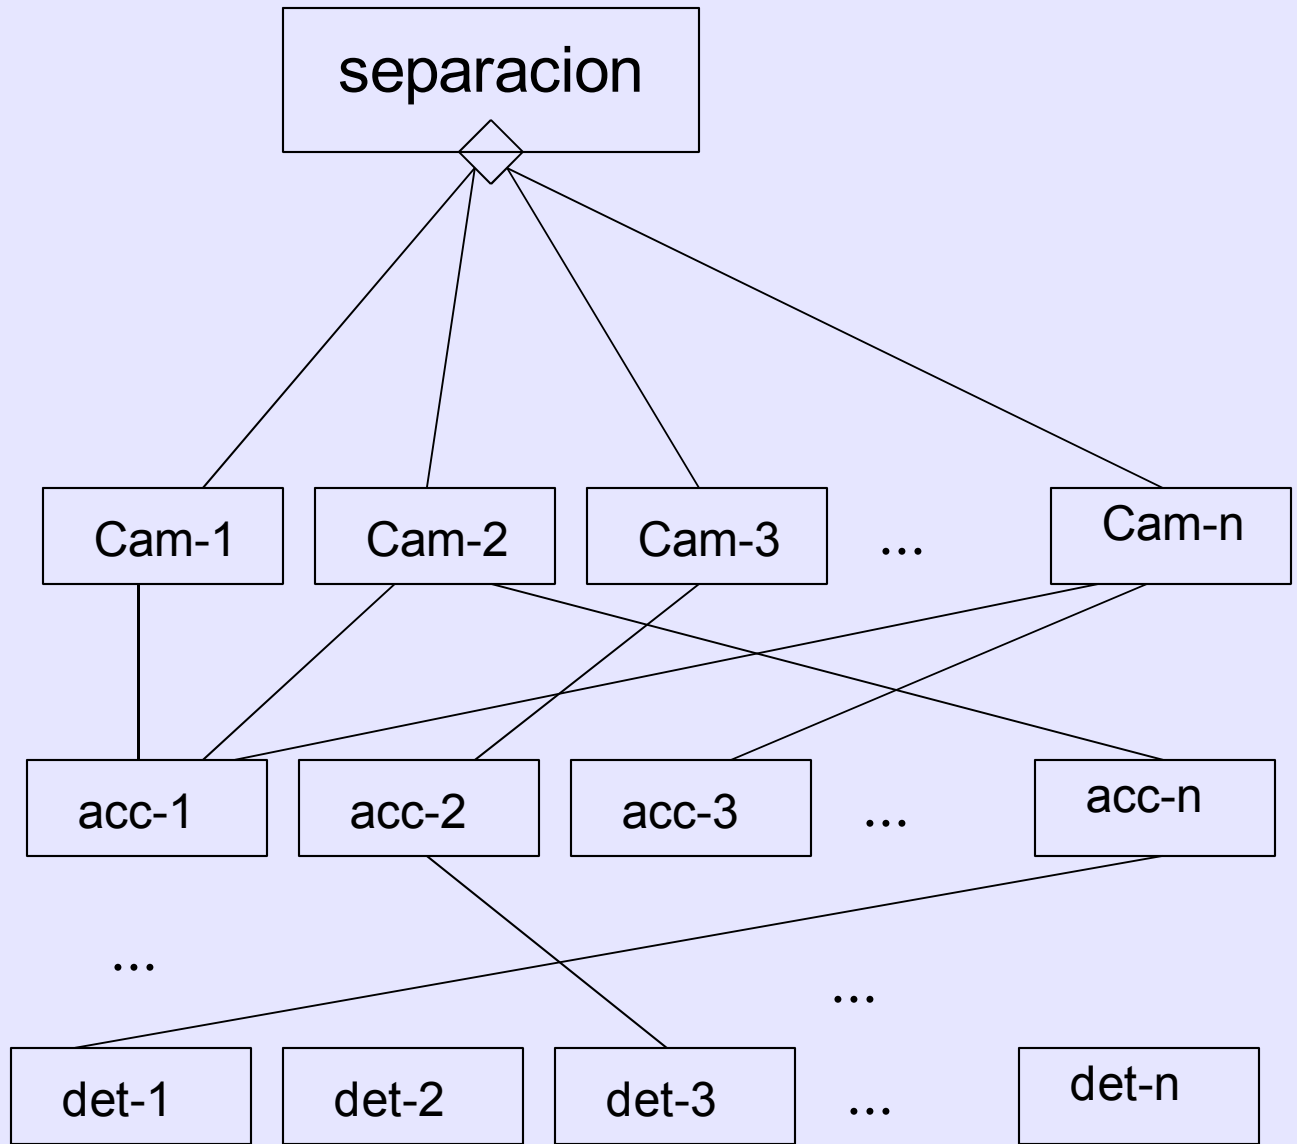 separacion
Cam-1 Cam-2 Cam-3 ... Cam-n
acc-1 acc-2 acc-3 ... acc-n
...
...
det-1 det-2 det-3 ... det-n